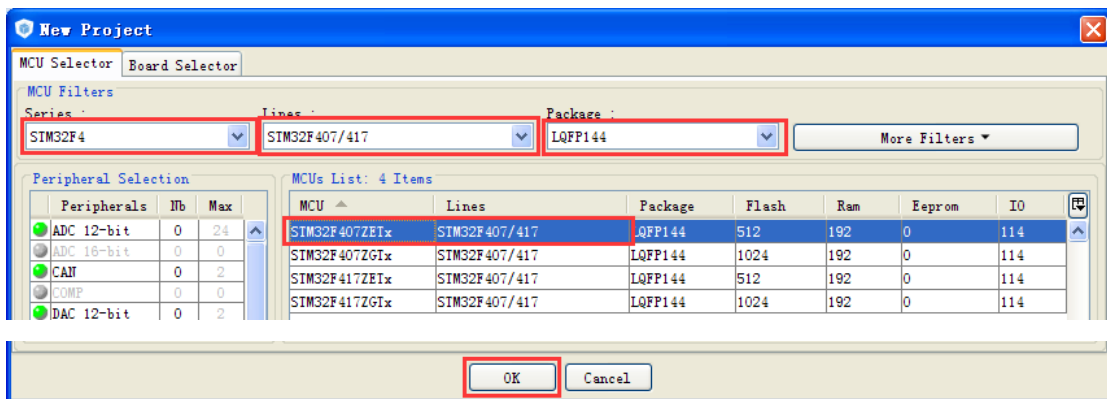 New Project
MCU Selector Board Selector
MCU Filters
Series : Lines : Package :
STM32F4 STM32F407/417 LQFP144 More Filters
Peripheral Selection MCUs List: 4 Items
Peripherals Nb Max MCU Lines Package Flash Ram Eeprom IO
ADC 12-bit 0 24 STM32F407ZETx STM32F407/417 LQFP144 512 192 0 114
ADC 16-bit 0 0 STM32F407ZGTx STM32F407/417 LQFP144 1024 192 0 114
CAN 0 2 STM32F417ZETx STM32F407/417 LQFP144 512 192 0 114
COMP 0 0 STM32F417ZGTx STM32F407/417 LQFP144 1024 192 0 114
DAC 12-bit 0 2
OK Cancel